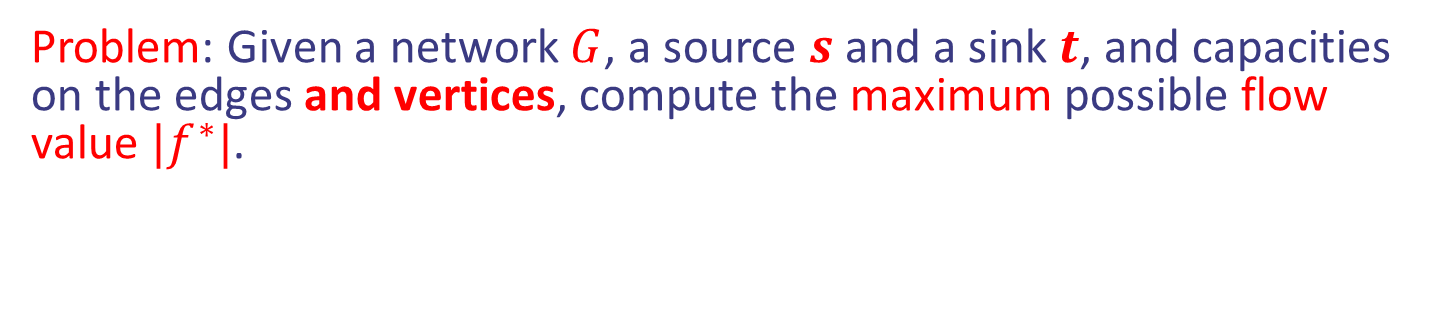 Problem: Given a network G, a source s and a sink t, and capacities
on the edges and vertices, compute the maximum possible flow
value |f*|.